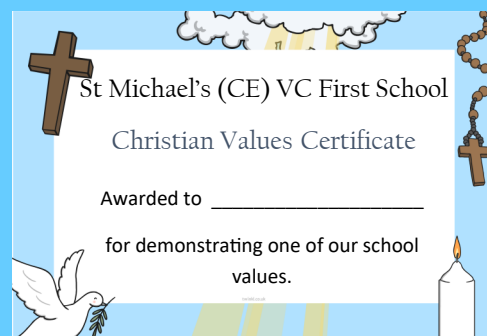 St Michael's (CE) VC First School
Christian Values Certificate
Awarded to ____________________
for demonstrating one of our school
values.